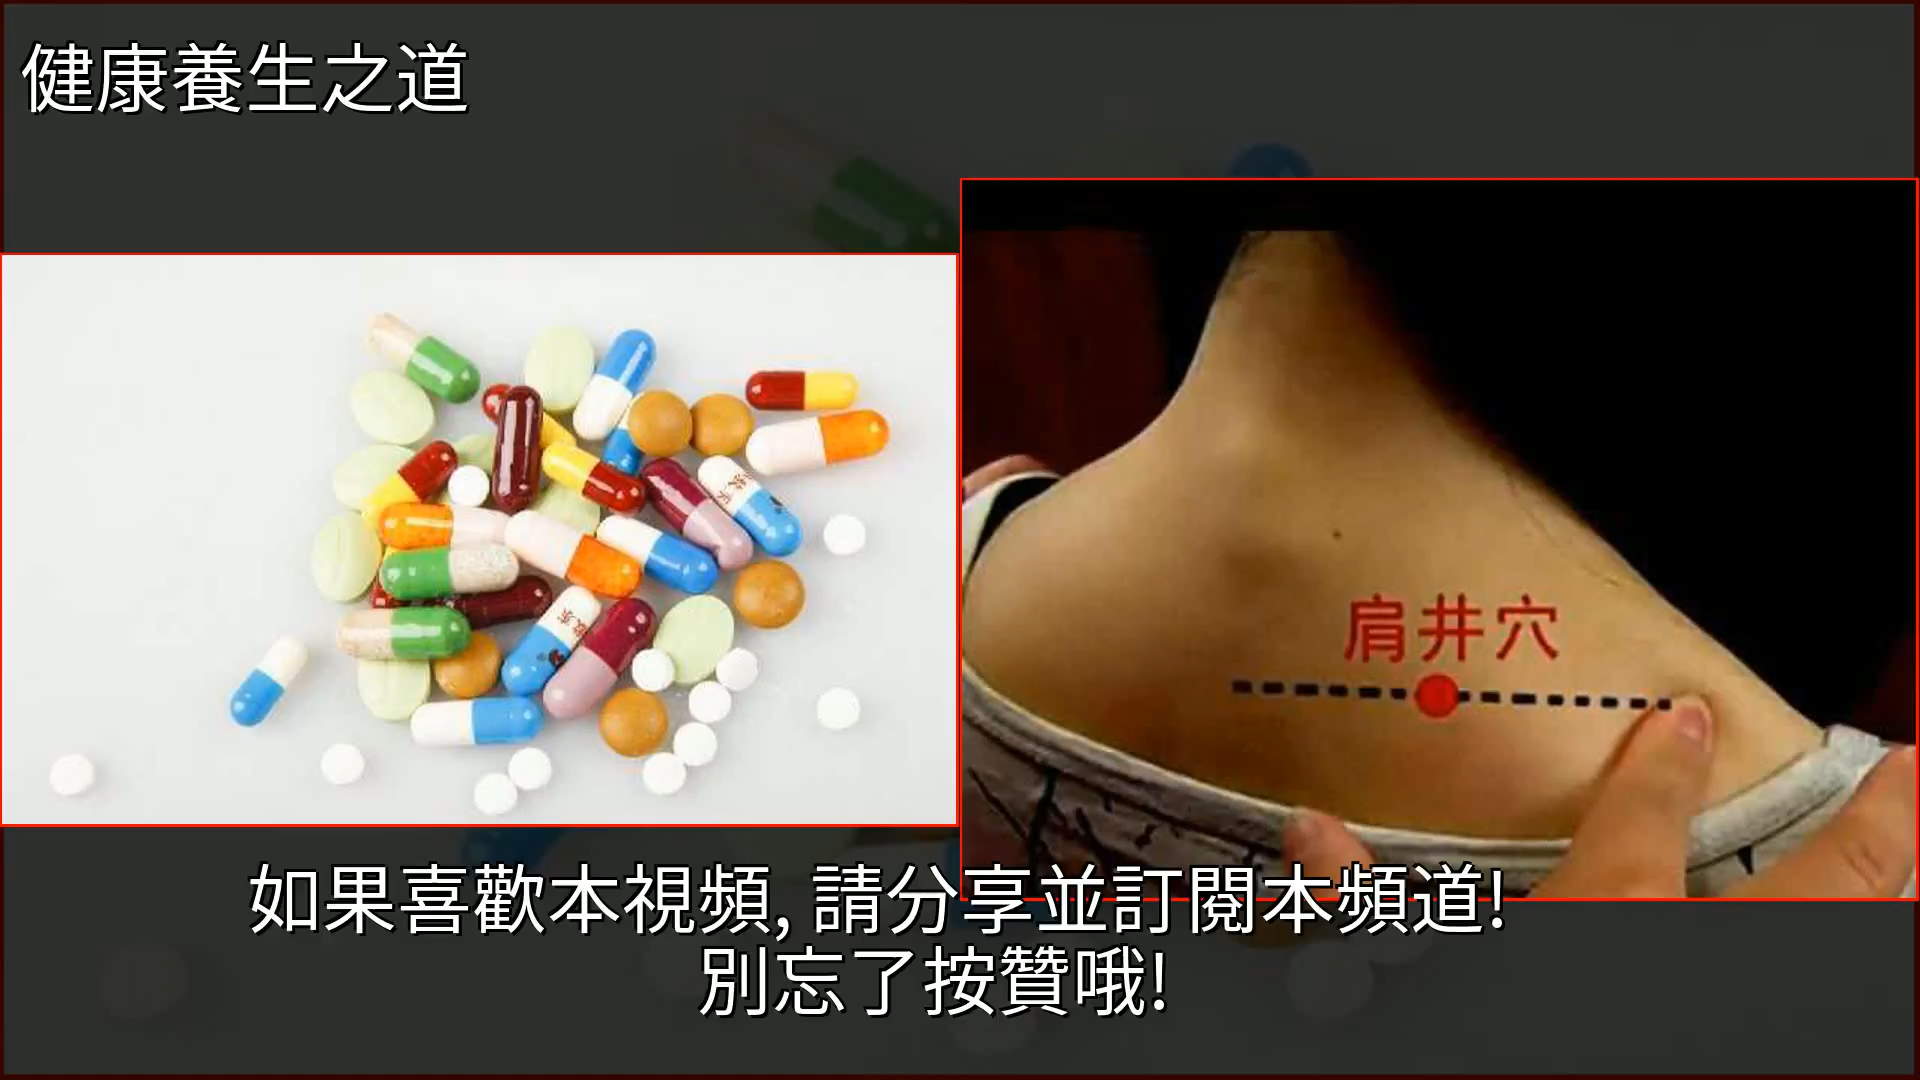 健康養生之道
肩井穴
如果喜歡本視頻, 請分享並訂閱本頻道!
別忘了按贊哦!